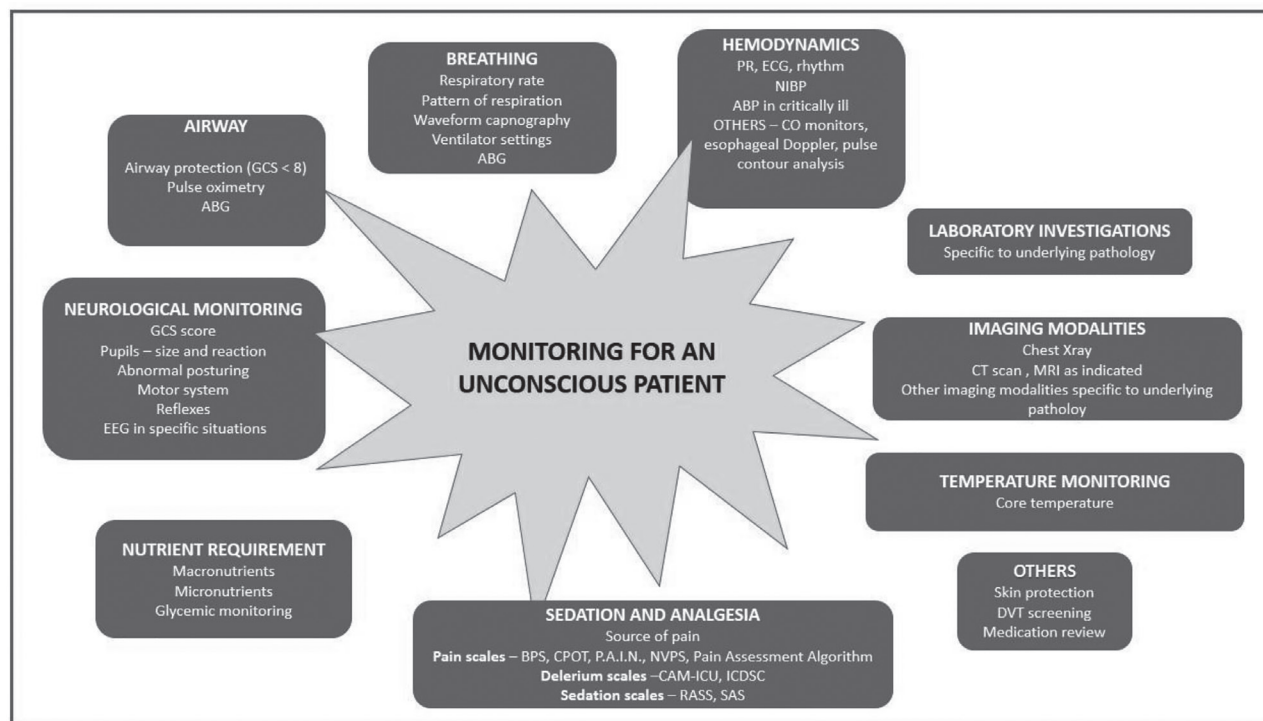 HEMODYNAMICS
PR, ECG, rhythm
NIBP
ABP in critically ill
OTHERS – CO monitors,
esophageal Doppler, pulse
contour analysis
BREATHING
Respiratory rate
Pattern of respiration
Waveform capnography
Ventilator settings
ABG
AIRWAY
Airway protection (GCS < 8)
Pulse oximetry
ABG
LABORATORY INVESTIGATIONS
Specific to underlying pathology
NEUROLOGICAL MONITORING
GCS score
Pupils – size and reaction
Abnormal posturing
Motor system
Reflexes
EEG in specific situations
MONITORING FOR AN
UNCONSCIOUS PATIENT
IMAGING MODALITIES
Chest Xray
CT scan , MRI as indicated
Other imaging modalities specific to underlying
patholoy
TEMPERATURE MONITORING
Core temperature
NUTRIENT REQUIREMENT
Macronutrients
Micronutrients
Glycemic monitoring
OTHERS
Skin protection
DVT screening
Medication review
SEDATION AND ANALGESIA
Source of pain
Pain scales – BPS, CPOT, P.A.I.N., NVPS, Pain Assessment Algorithm
Delerium scales –CAM-ICU, ICDSC
Sedation scales – RASS, SAS